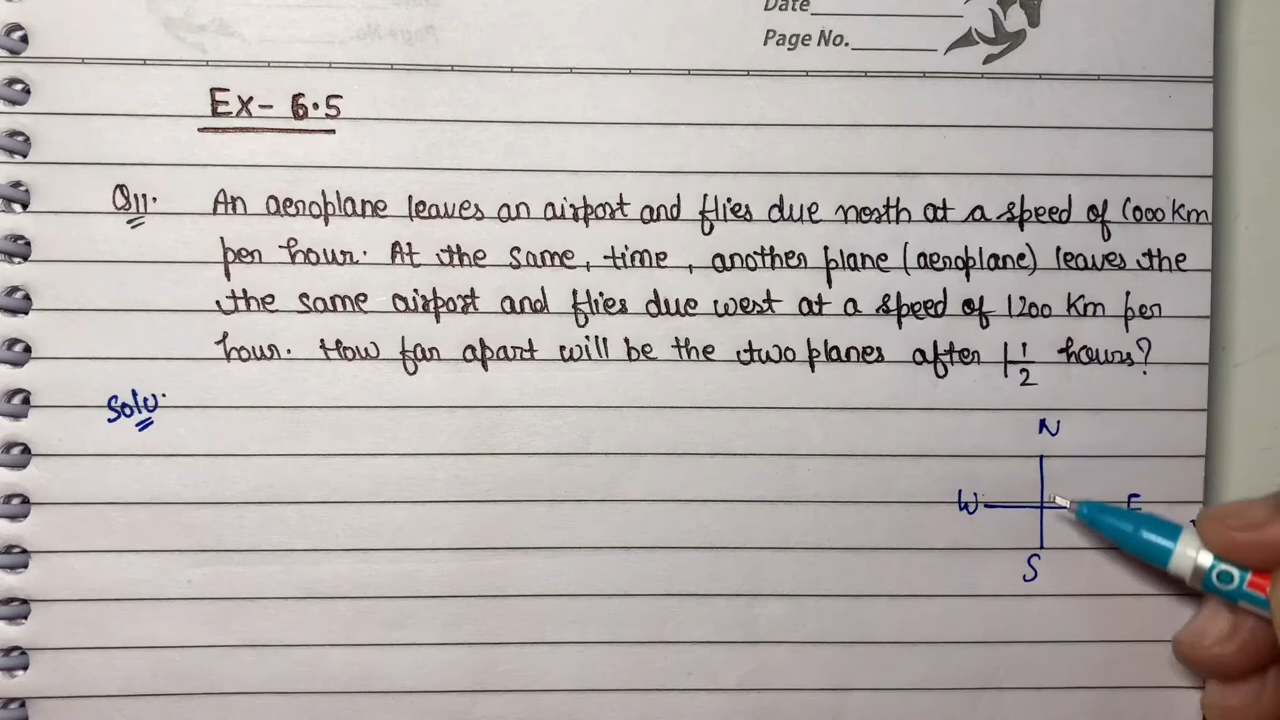 Date
Page No.
Ex- 6.5
Q11. An aeroplane leaves an airport and flies due north at a speed of 1000 Km
per hour. At the same, time, another plane (aeroplane) leaves the
the same airport and flies due west at a speed of 1200 Km per
hour. How far apart will be the two planes after 1 1/2 hours?
Solu.
N
W E
S